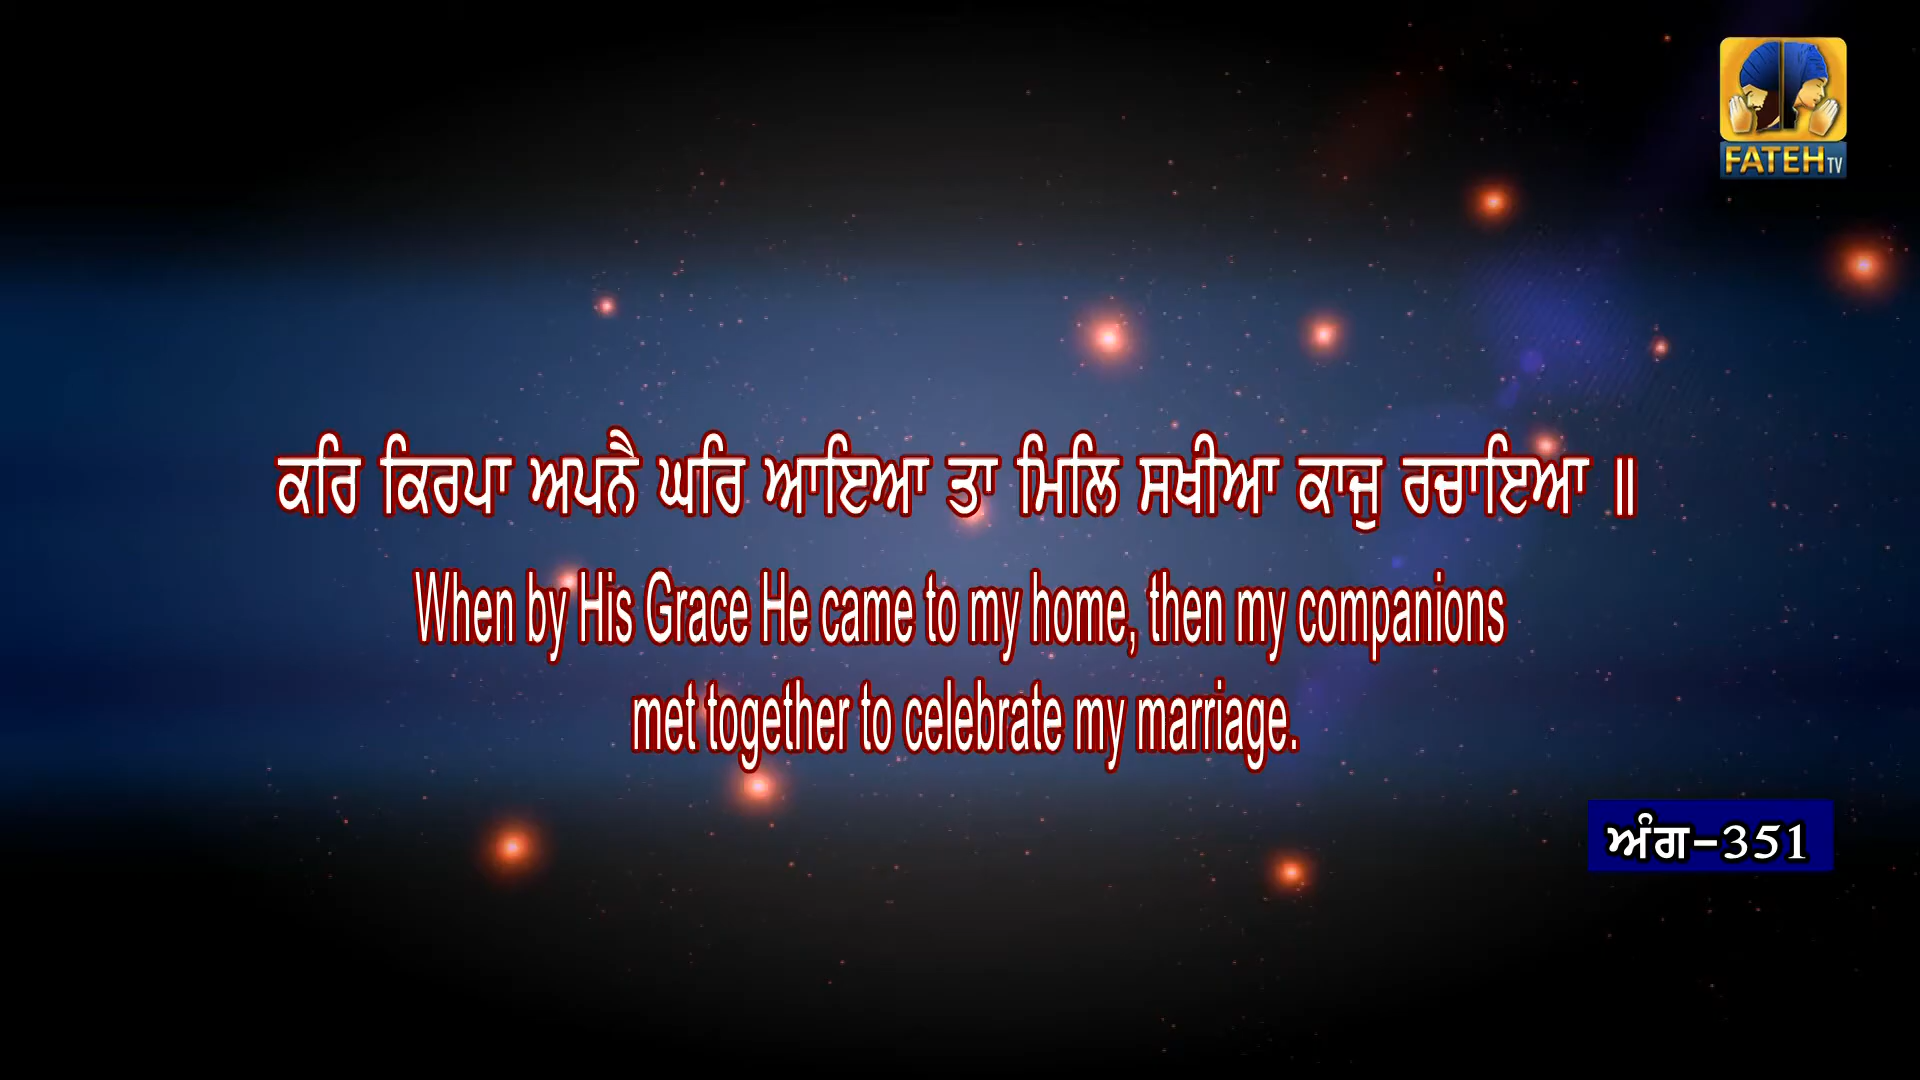 FATEH TV
ਕਰਿ ਕਿਰਪਾ ਅਪਨੈ ਘਰਿ ਆਇਆ ਤਾ ਮਿਲਿ ਸਖੀਆ ਕਾਜੁ ਰਚਾਇਆ ॥
When by His Grace He came to my home, then my companions
met together to celebrate my marriage.
ਅੰਗ-351